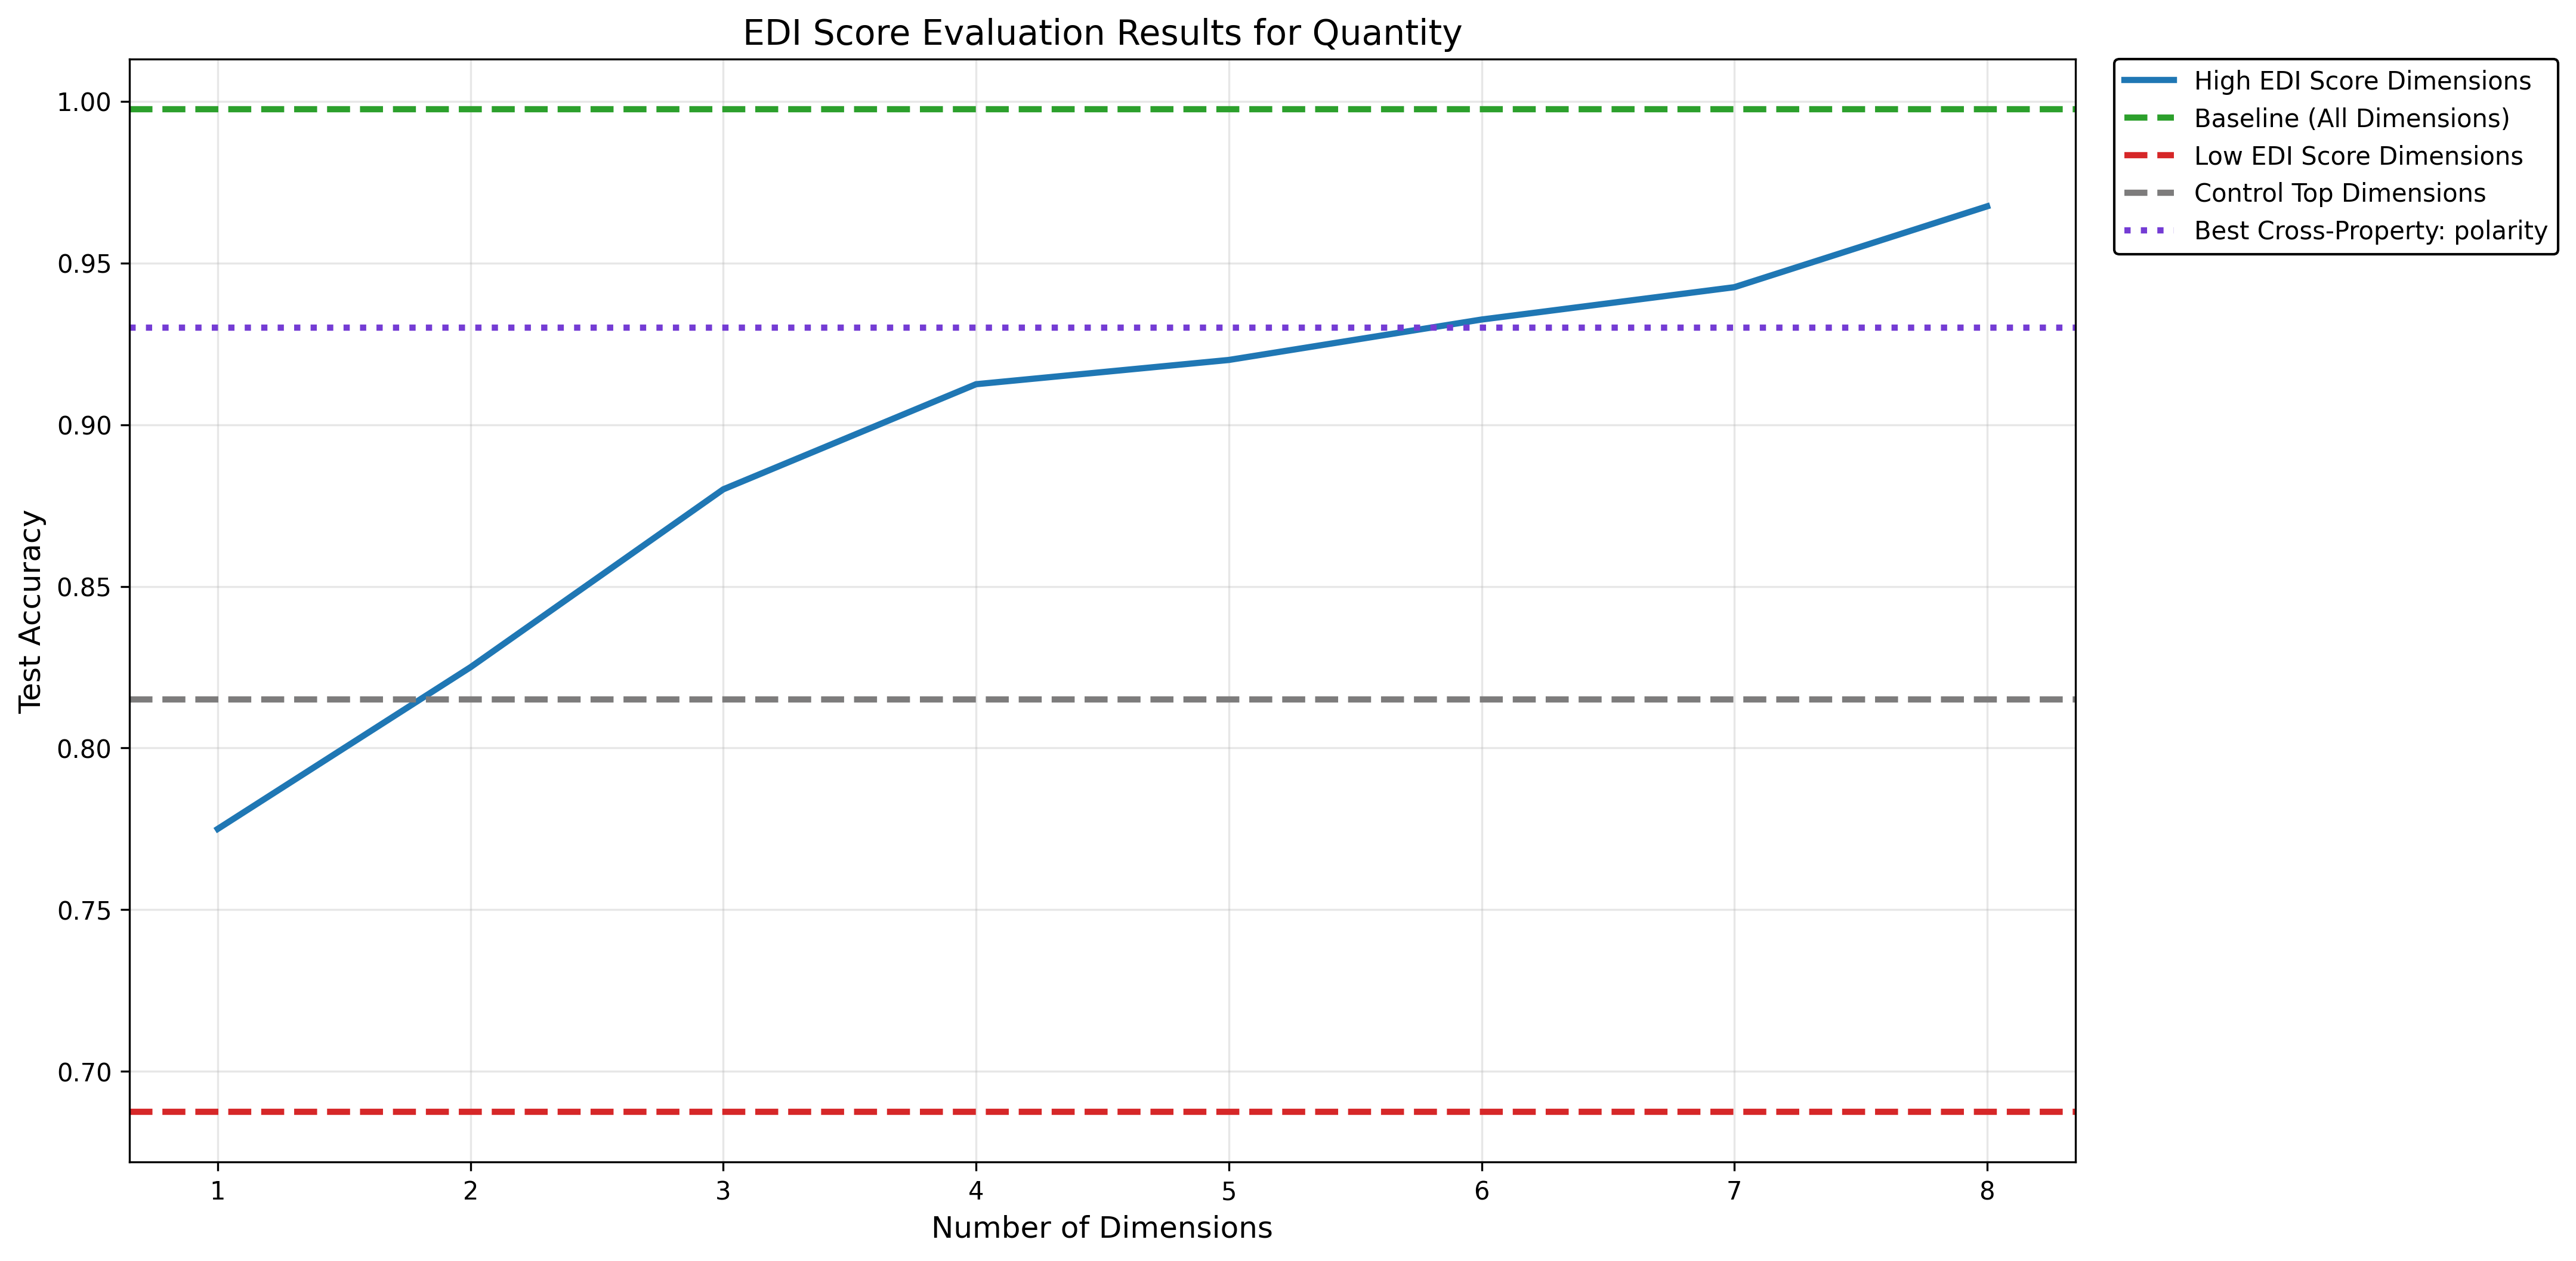 EDI Score Evaluation Results for Quantity
Test Accuracy
1.00
0.95
0.90
0.85
0.80
0.75
0.70
1 2 3 4 5 6 7 8
Number of Dimensions
High EDI Score Dimensions
Baseline (All Dimensions)
Low EDI Score Dimensions
Control Top Dimensions
Best Cross-Property: polarity